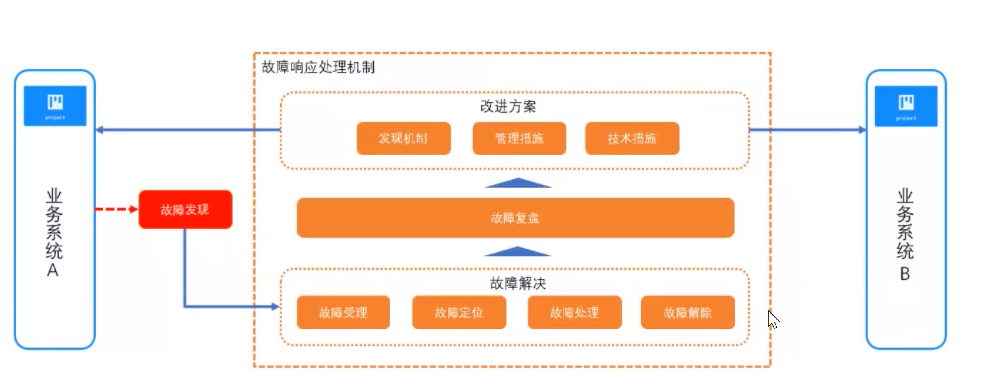 故障响应处理机制
改进方案
发现机制
管理措施
技术措施
project
业务系统A
故障发现
故障复盘
故障解决
故障受理
故障定位
故障处理
故障解除
project
业务系统B